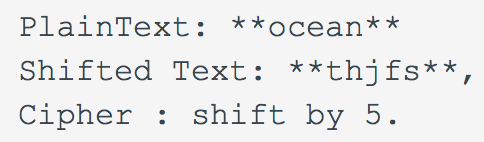 PlainText: **ocean**
Shifted Text: **thjfs**,
Cipher : shift by 5.